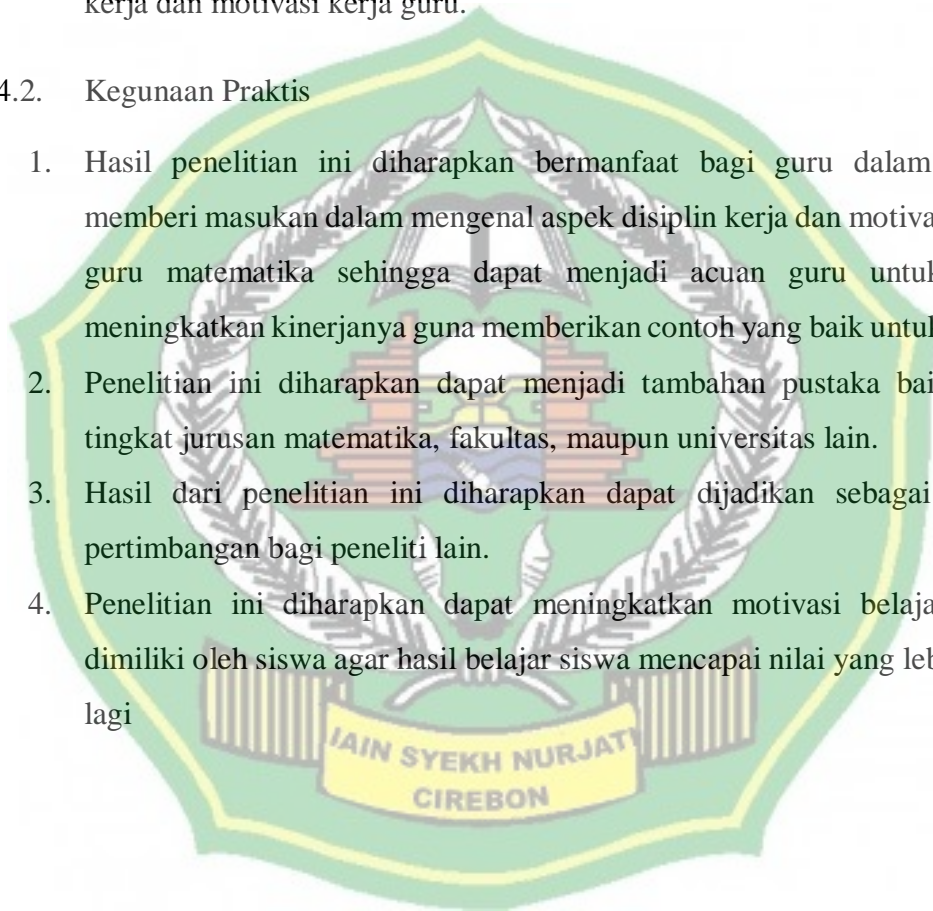 kerja dan motivasi kerja guru.
4.2. Kegunaan Praktis
1. Hasil penelitian ini diharapkan bermanfaat bagi guru dalam
memberi masukan dalam mengenal aspek disiplin kerja dan motiva
guru matematika sehingga dapat menjadi acuan guru untuk
meningkatkan kinerjanya guna memberikan contoh yang baik untuk
2. Penelitian ini diharapkan dapat menjadi tambahan pustaka bai
tingkat jurusan matematika, fakultas, maupun universitas lain.
3. Hasil dari penelitian ini diharapkan dapat dijadikan sebagai
pertimbangan bagi peneliti lain.
4. Penelitian ini diharapkan dapat meningkatkan motivasi belaja
dimiliki oleh siswa agar hasil belajar siswa mencapai nilai yang leb
lagi
IAIN SYEKH NURJATI
CIREBON